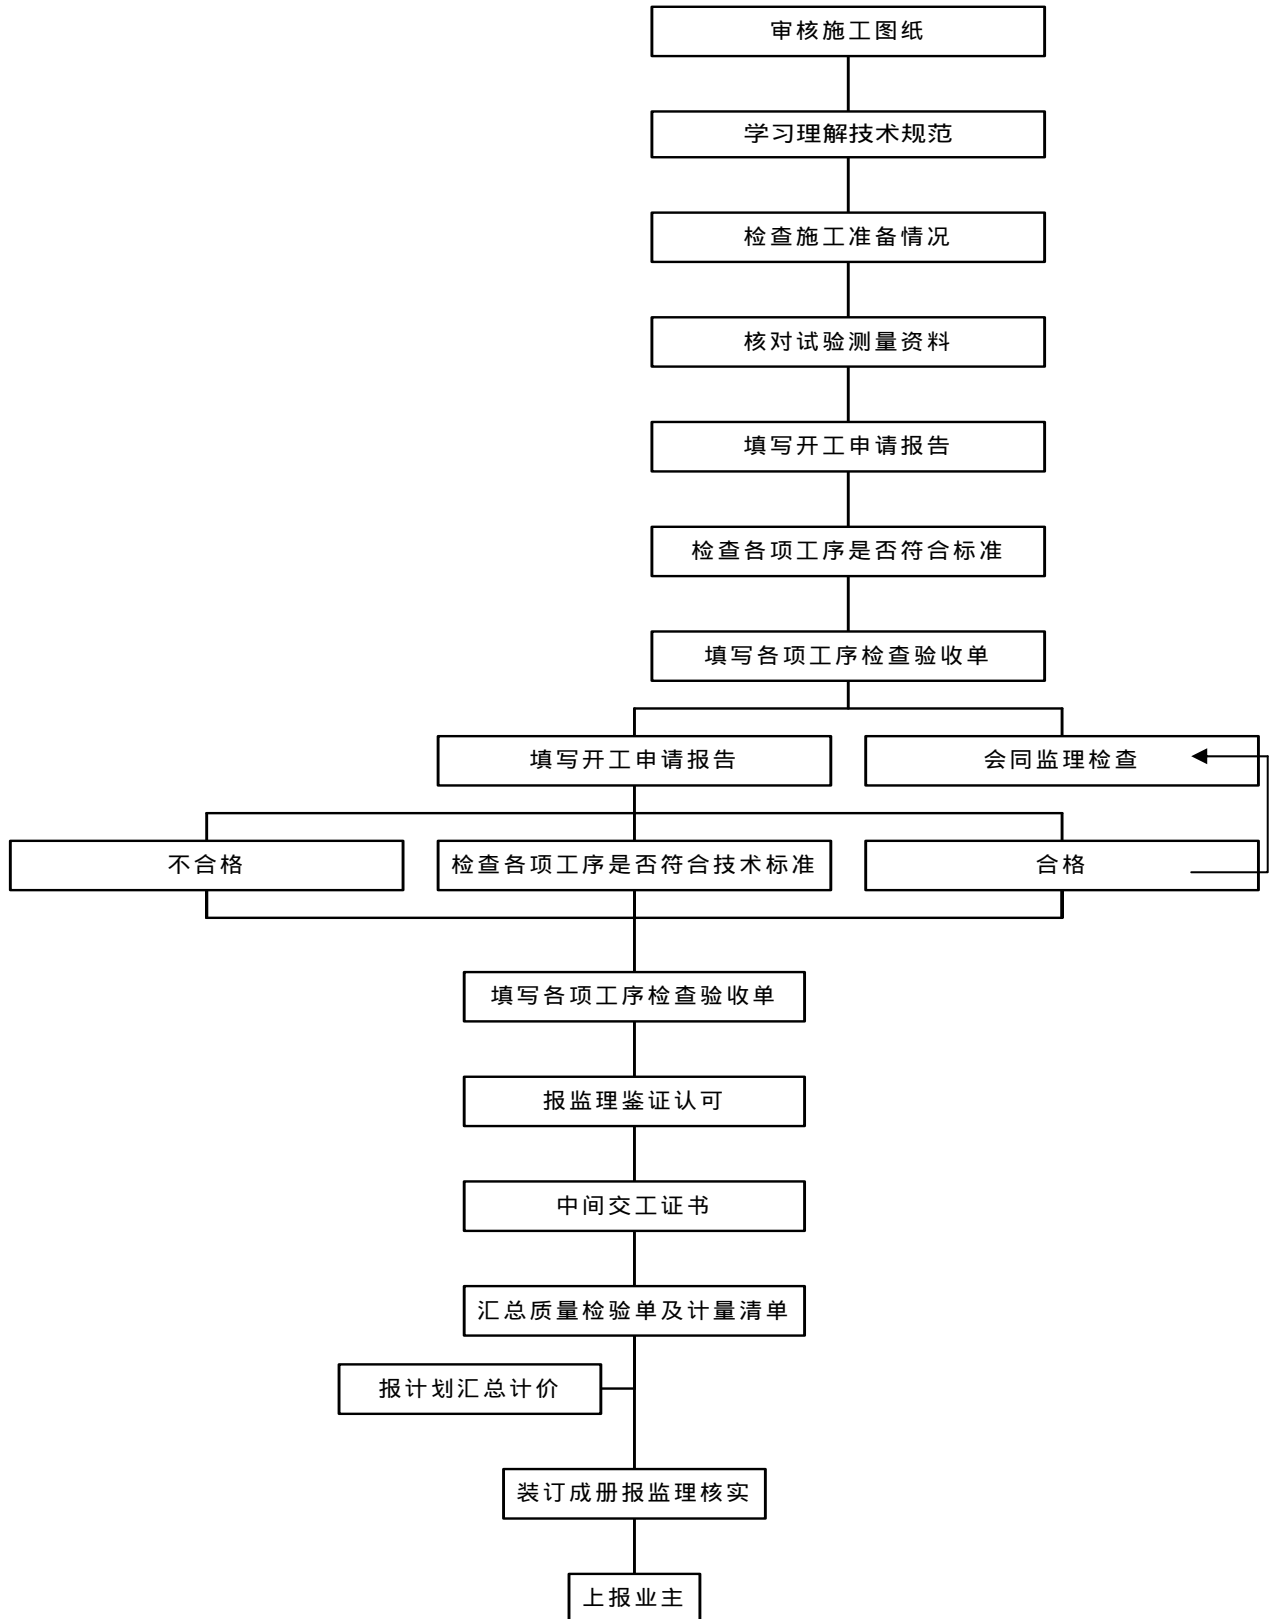 审核施工图纸
学习理解技术规范
检查施工准备情况
核对试验测量资料
填写开工申请报告
检查各项工序是否符合标准
填写各项工序检查验收单
填写开工申请报告
会同监理检查
不合格
检查各项工序是否符合技术标准
合格
填写各项工序检查验收单
报监理鉴证认可
中间交工证书
汇总质量检验单及计量清单
报计划汇总计价
装订成册报监理核实
上报业主